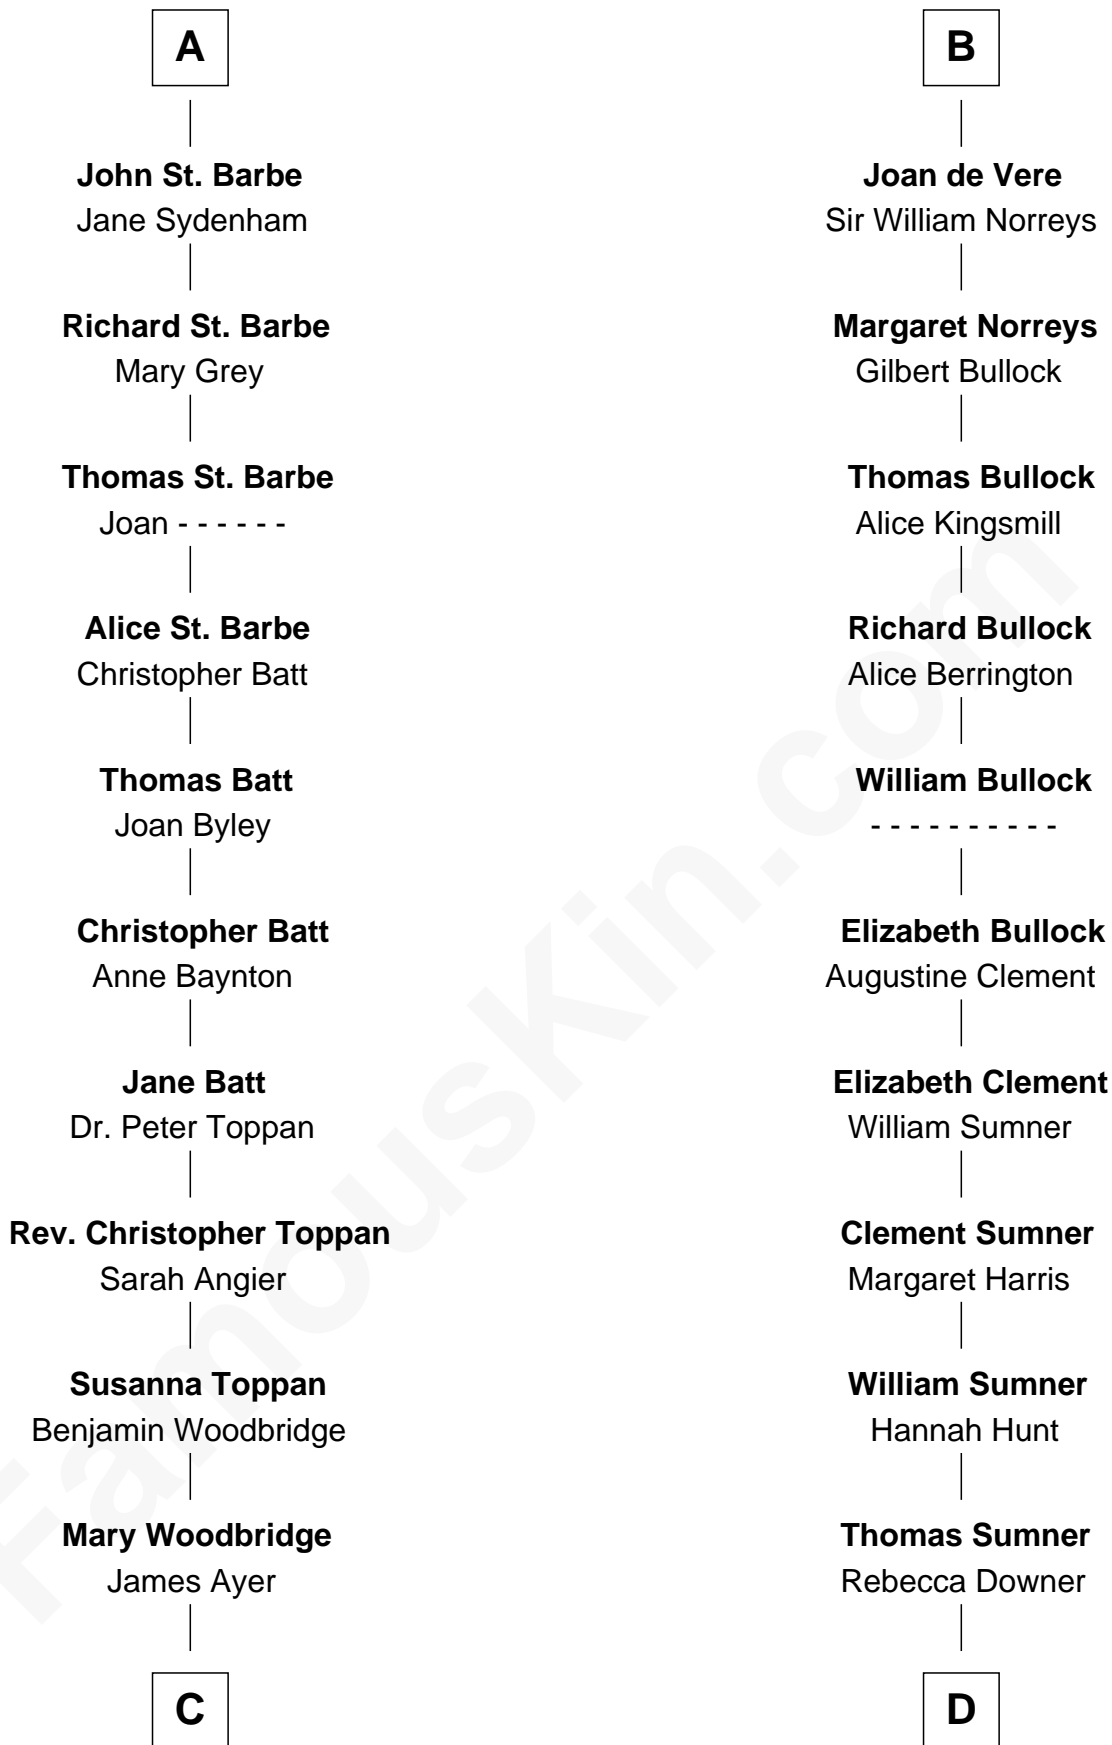 A
John St. Barbe
Jane Sydenham
Richard St. Barbe
Mary Grey
Thomas St. Barbe
Joan - - - - - -
Alice St. Barbe
Christopher Batt
Thomas Batt
Joan Byley
Christopher Batt
Anne Baynton
Jane Batt
Dr. Peter Toppan
Rev. Christopher Toppan
Sarah Angier
Susanna Toppan
Benjamin Woodbridge
Mary Woodbridge
James Ayer
C
B
Joan de Vere
Sir William Norreys
Margaret Norreys
Gilbert Bullock
Thomas Bullock
Alice Kingsmill
Richard Bullock
Alice Berrington
William Bullock
- - - - - - - - - -
Elizabeth Bullock
Augustine Clement
Elizabeth Clement
William Sumner
Clement Sumner
Margaret Harris
William Sumner
Hannah Hunt
Thomas Sumner
Rebecca Downer
D
FamousKin.com